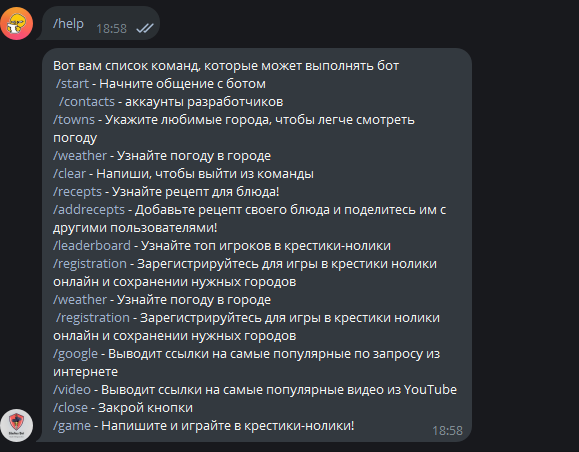 /help
18:58
Вот вам список команд, которые может выполнять бот
/start - Начните общение с ботом
/contacts - аккаунты разработчиков
/towns - Укажите любимые города, чтобы легче смотреть
погоду
/weather - Узнайте погоду в городе
/clear - Напиши, чтобы выйти из команды
/recepts - Узнайте рецепт для блюда!
/addrecepts - Добавьте рецепт своего блюда и поделитесь им с
другими пользователями!
/leaderboard - Узнайте топ игроков в крестики-нолики
/registration - Зарегистрируйтесь для игры в крестики нолики
онлайн и сохранении нужных городов
/weather - Узнайте погоду в городе
/registration - Зарегистрируйтесь для игры в крестики нолики
онлайн и сохранении нужных городов
/google - Выводит ссылки на самые популярные по запросу из
интернете
/video - Выводит ссылки на самые популярные видео из YouTube
/close - Закрой кнопки
/game - Напишите и играйте в крестики-нолики!
18:58